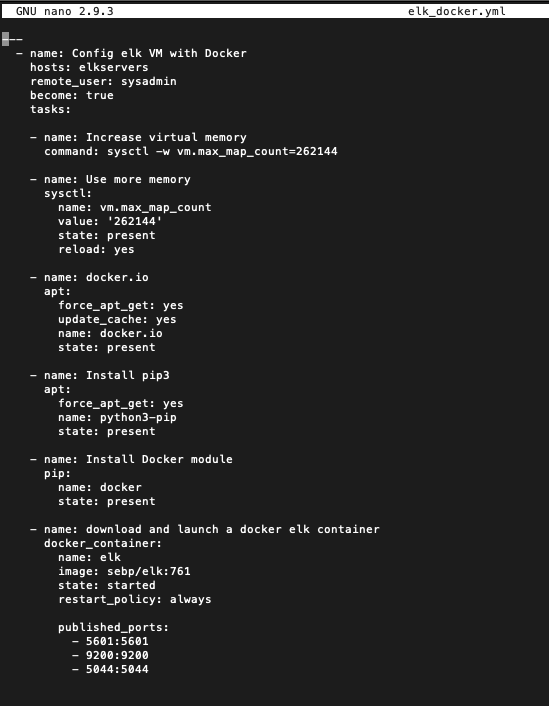 GNU nano 2.9.3 elk_docker.yml
---
- name: Config elk VM with Docker
hosts: elkservers
remote_user: sysadmin
become: true
tasks:
- name: Increase virtual memory
command: sysctl -w vm.max_map_count=262144
- name: Use more memory
sysctl:
name: vm.max_map_count
value: '262144'
state: present
reload: yes
- name: docker.io
apt:
force_apt_get: yes
update_cache: yes
name: docker.io
state: present
- name: Install pip3
apt:
force_apt_get: yes
name: python3-pip
state: present
- name: Install Docker module
pip:
name: docker
state: present
- name: download and launch a docker elk container
docker_container:
name: elk
image: sebp/elk:761
state: started
restart_policy: always
published_ports:
- 5601:5601
- 9200:9200
- 5044:5044